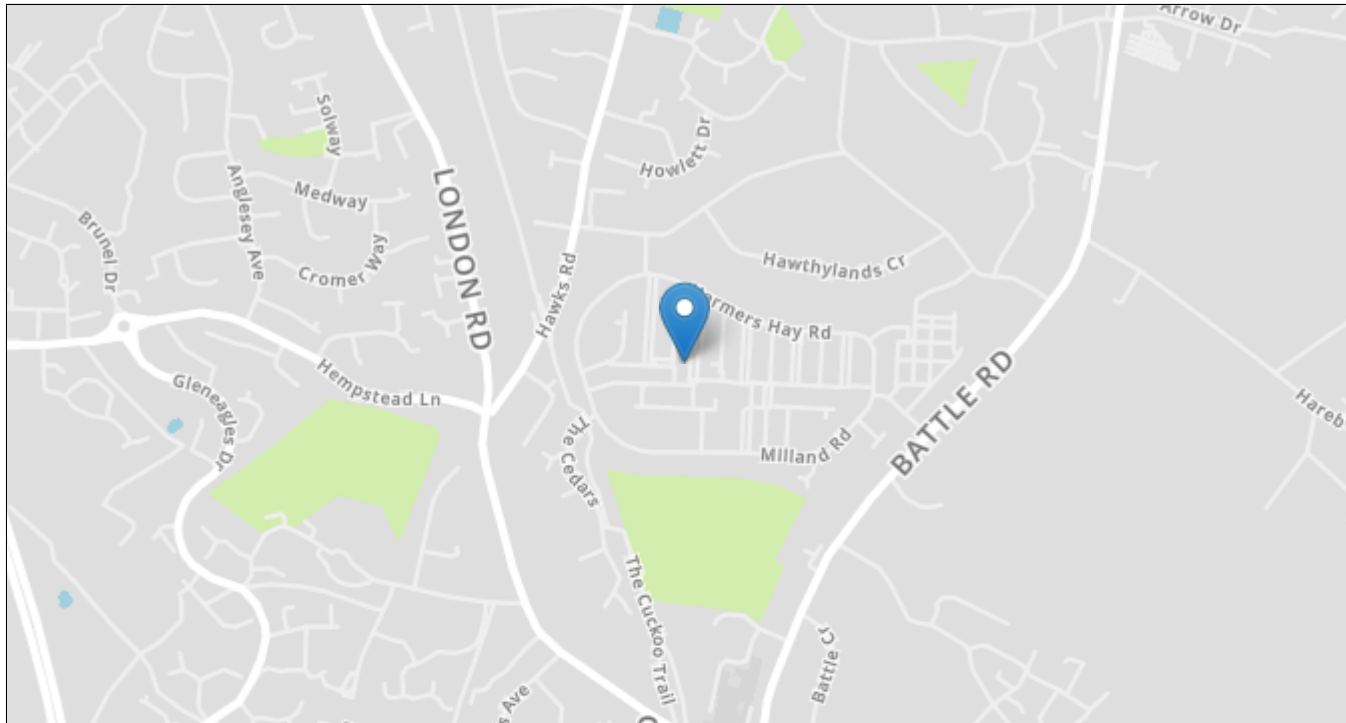 Arrow Dr
Solway
Howlett Dr
Anglesey Ave
Medway
LONDON RD
Brunel Dr
Cromer Way
Hawks Rd
Hawthylands Cr
armers Hay Rd
Hempstead Ln
Gleneagles Dr
BATTLE RD
Hareb
The Cedars
Milland Rd
The Cuckoo Trail
Battle Cr
s Ave